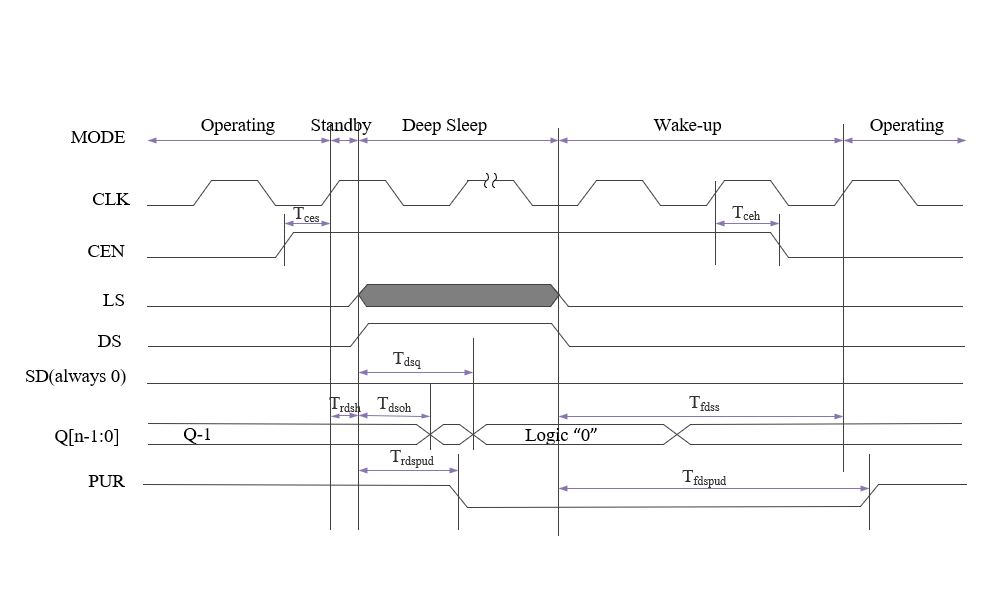 MODE Operating Standby Deep Sleep Wake-up Operating
CLK
Tces Tceh
CEN
LS
DS
Tdsq
SD(always 0)
Trdsh Tdsoh Tfdss
Q[n-1:0] Q-1 Logic “0”
Trdspud Tfdspud
PUR